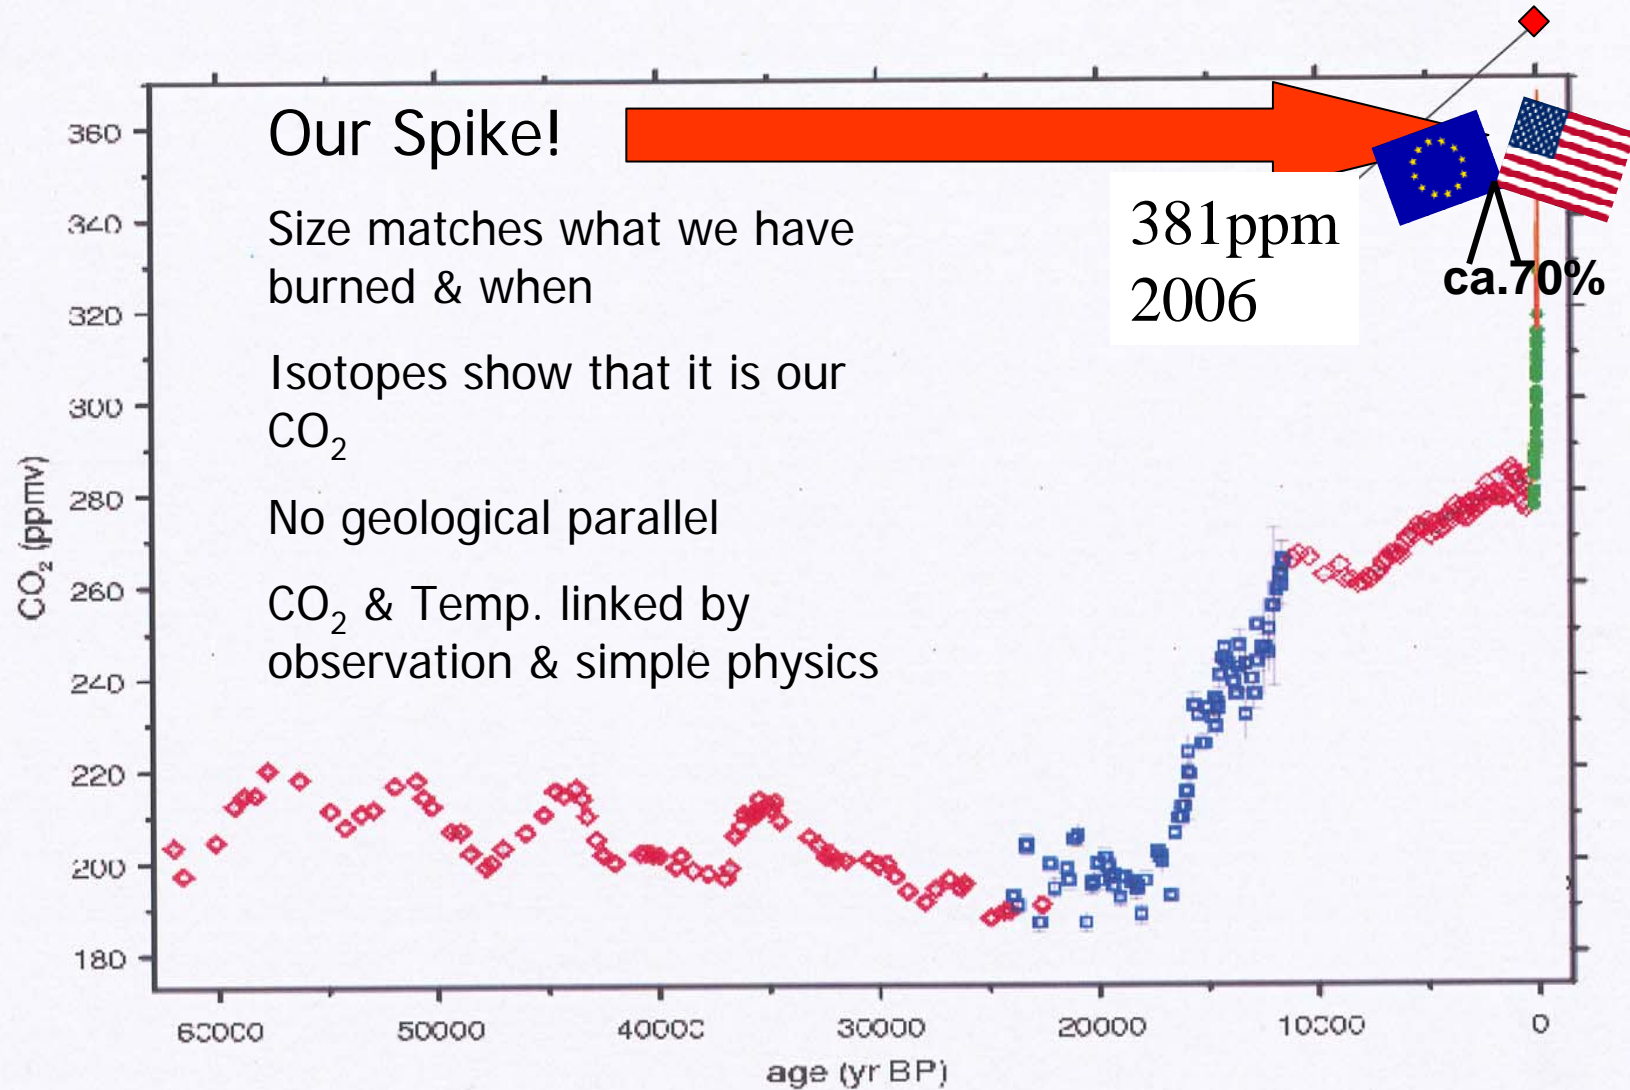 Our Spike!
Size matches what we have
burned & when
Isotopes show that it is our
CO₂
No geological parallel
CO₂ & Temp. linked by
observation & simple physics
381ppm
2006
ca.70%
CO₂ (ppmv)
360
340
320
300
280
260
240
220
200
180
60000
50000
40000
30000
20000
10000
0
age (yr BP)